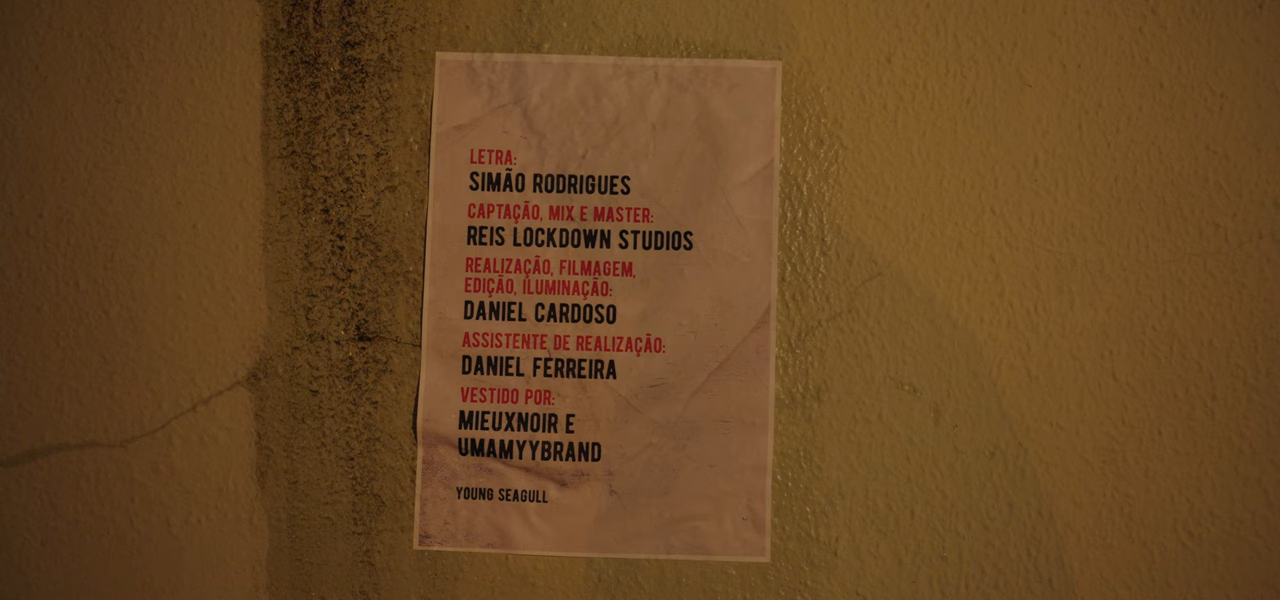 LETRA:
SIMÃO RODRIGUES
CAPTAÇÃO, MIX E MASTER:
REIS LOCKDOWN STUDIOS
REALIZAÇÃO, FILMAGEM,
EDIÇÃO, ILUMINAÇÃO:
DANIEL CARDOSO
ASSISTENTE DE REALIZAÇÃO:
DANIEL FERREIRA
VESTIDO POR:
MIEUXNOIR E
UMAMYYBRAND
YOUNG SEAGULL